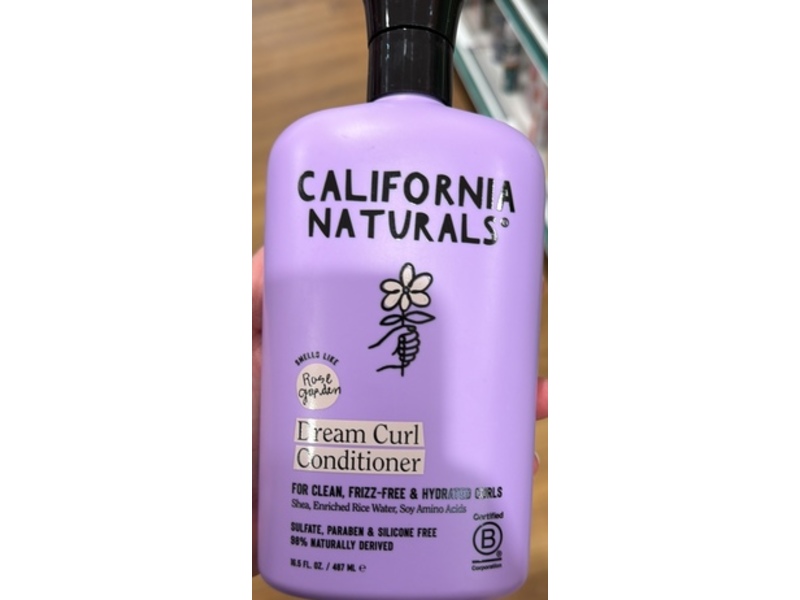 CALIFORNIA
NATURALS®
SMELLS LIKE
Rose
garden
Dream Curl
Conditioner
FOR CLEAN, FRIZZ-FREE & HYDRATED CURLS
Shea, Enriched Rice Water, Soy Amino Acids
SULFATE, PARABEN & SILICONE FREE
98% NATURALLY DERIVED
16.5 FL. OZ. / 487 ML ℮
Certified
B
Corporation